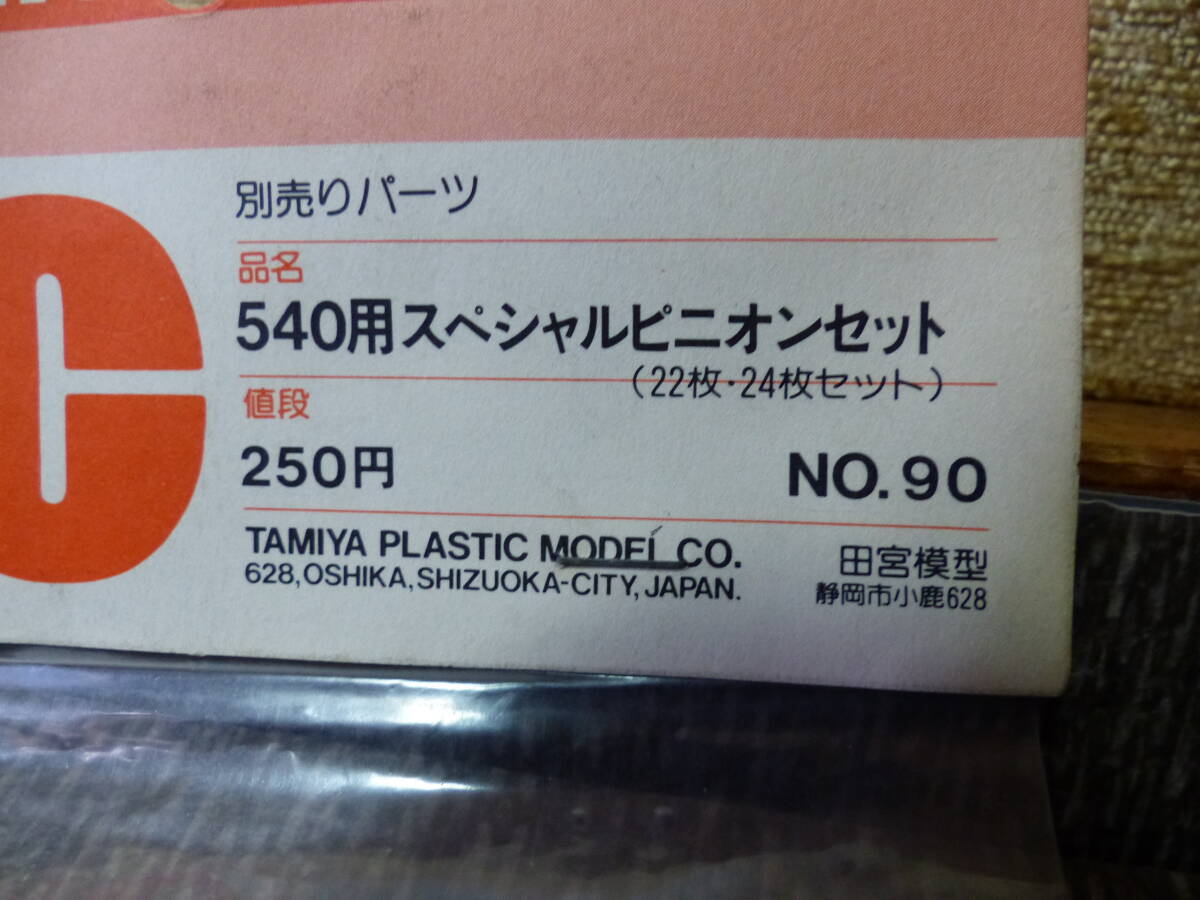 別売りパーツ
品名
540用スペシャルピニオンセット
(22枚・24枚セット)
値段
250円
NO.90
TAMIYA PLASTIC MODEL CO.
628, OSHIKA, SHIZUOKA-CITY, JAPAN.
田宮模型
静岡市小鹿628
C